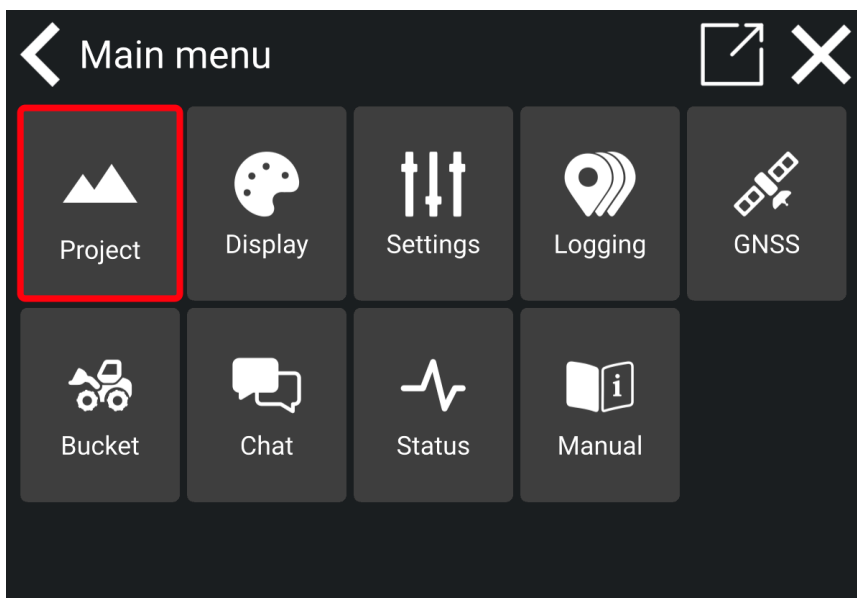 Main menu
Project
Display
Settings
Logging
GNSS
Bucket
Chat
Status
i
Manual